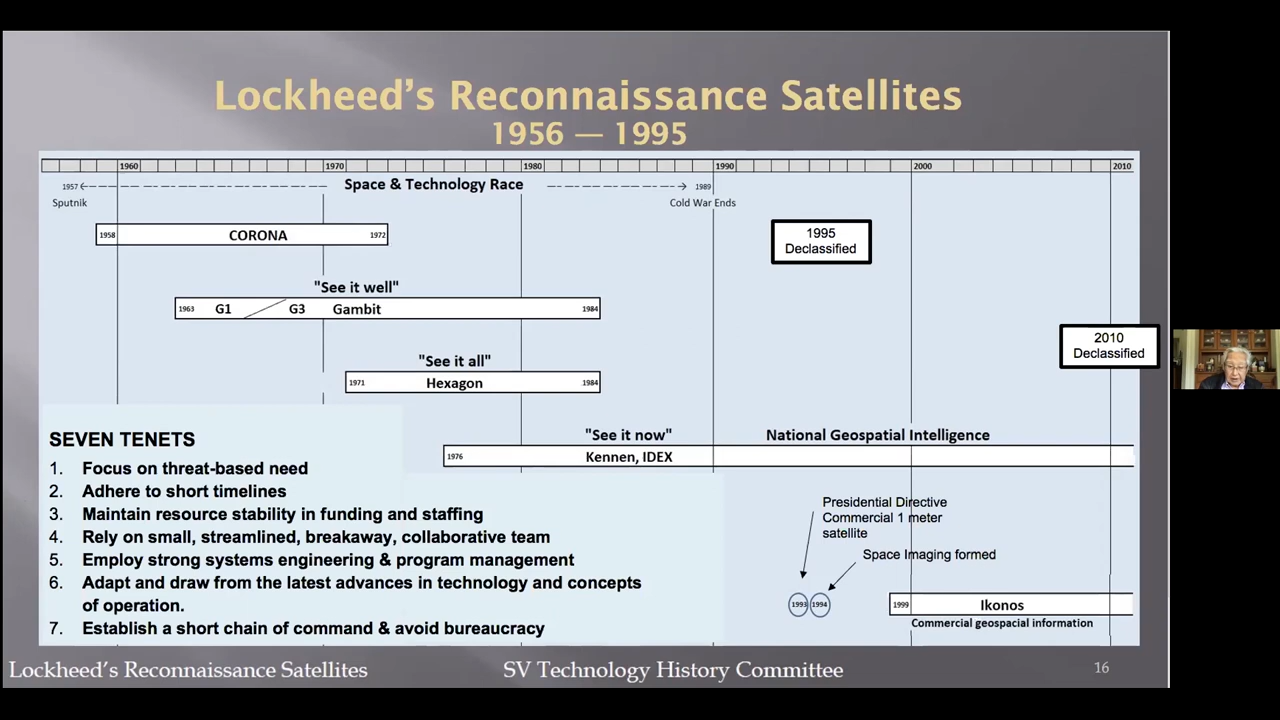 Lockheed's Reconnaissance Satellites
1956 — 1995
1960 1970 1980 1990 2000 2010
1957 Space & Technology Race 1989
Sputnik Cold War Ends
1958 CORONA 1972
1995
Declassified
"See it well"
1963 G1 G3 Gambit 1984
2010
Declassified
"See it all"
1971 Hexagon 1984
"See it now" National Geospatial Intelligence
1976 Kennen, IDEX
SEVEN TENETS
1. Focus on threat-based need
2. Adhere to short timelines
3. Maintain resource stability in funding and staffing
4. Rely on small, streamlined, breakaway, collaborative team
5. Employ strong systems engineering & program management
6. Adapt and draw from the latest advances in technology and concepts
of operation.
7. Establish a short chain of command & avoid bureaucracy
Presidential Directive
Commercial 1 meter
satellite
Space Imaging formed
1993 1994 1999 Ikonos
Commercial geospacial information
Lockheed's Reconnaissance Satellites SV Technology History Committee 16